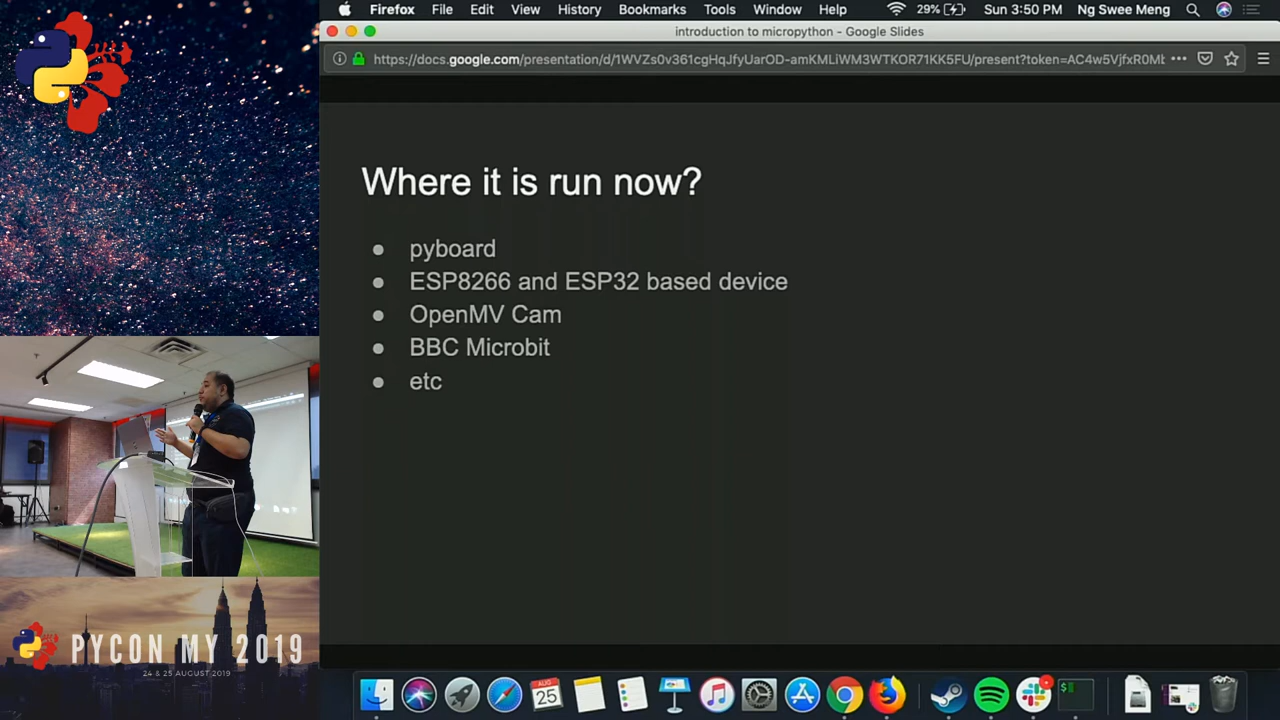 Firefox File Edit View History Bookmarks Tools Window Help 29% Sun 3:50 PM Ng Swee Meng
introduction to micropython - Google Slides
https://docs.google.com/presentation/d/1WVZs0v361cgHqJfyUarOD-amKMLiWM3WTKOR71KK5FU/present?token=AC4w5VjfxR0Mb
Where it is run now?
● pyboard
● ESP8266 and ESP32 based device
● OpenMV Cam
● BBC Microbit
● etc
PYCON MY 2019
24 & 25 AUGUST 2019
AUG
25
$